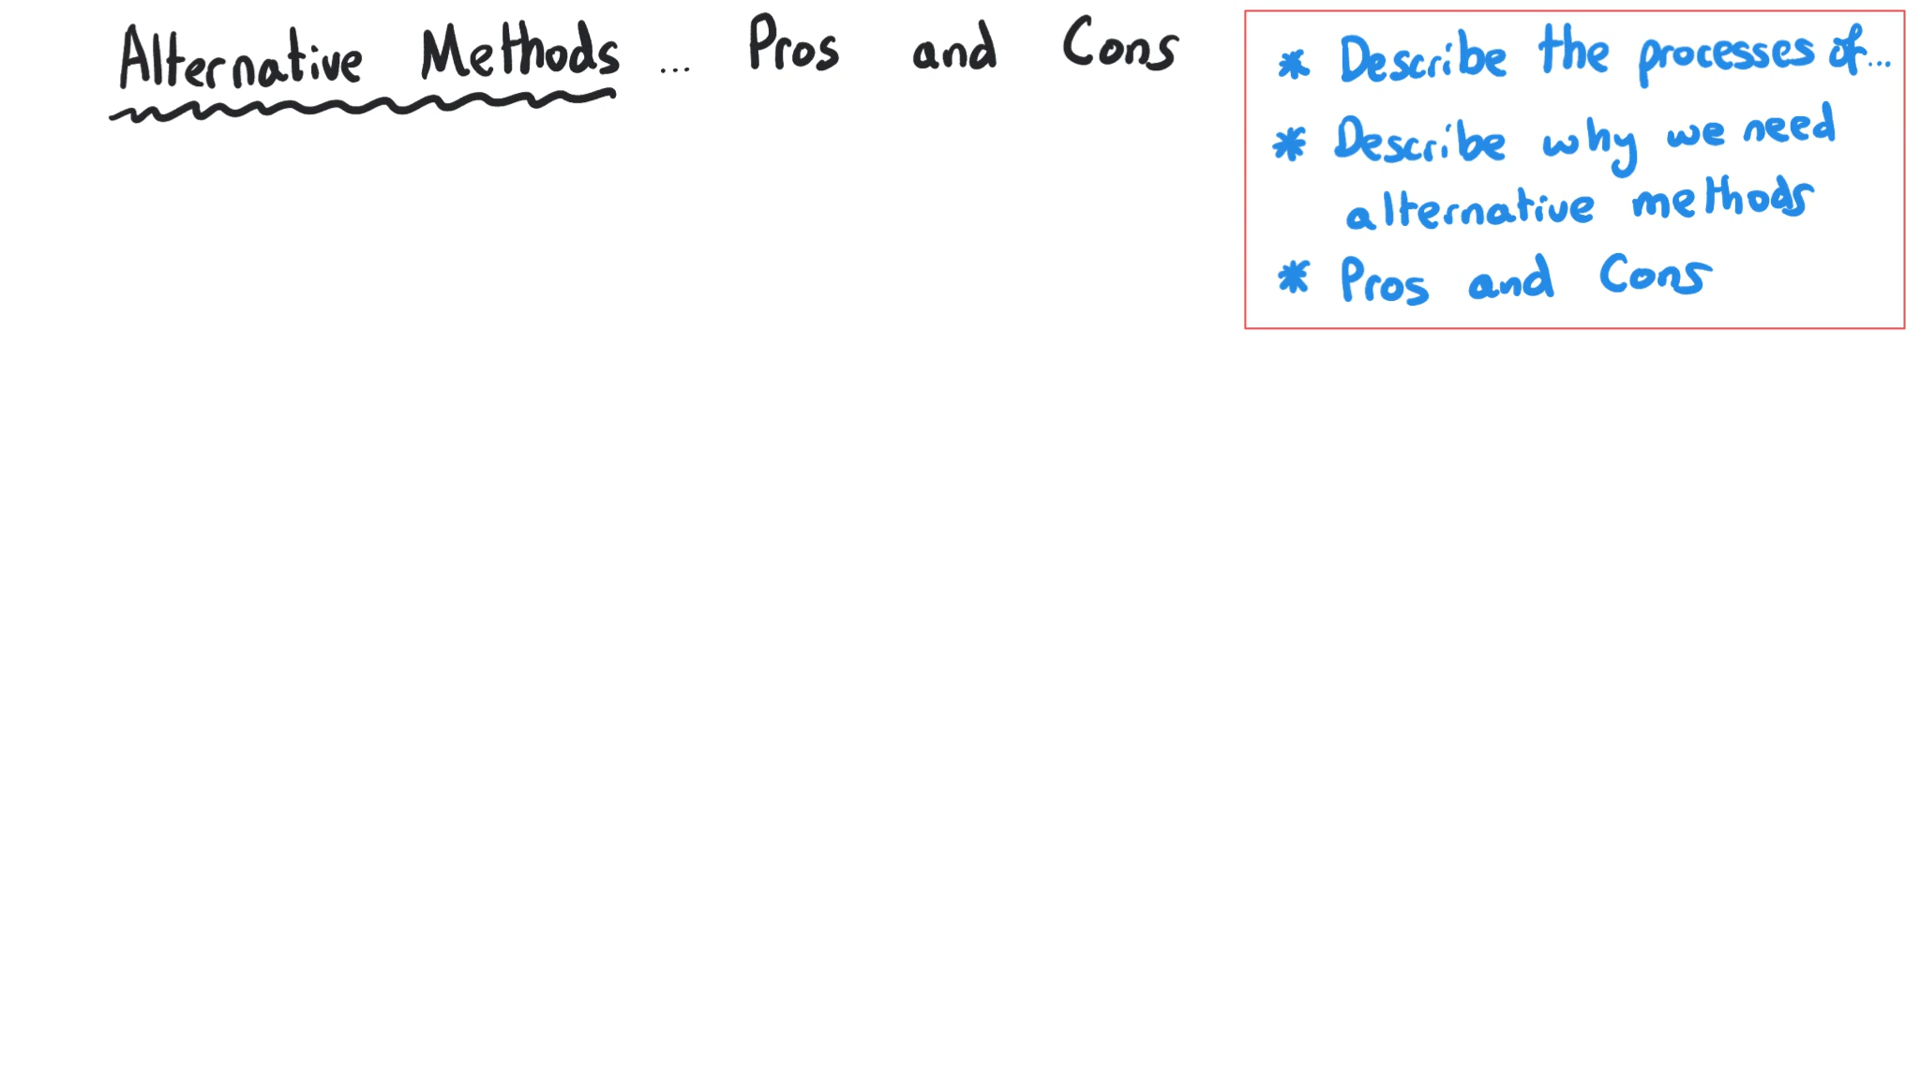 Alternative Methods ... Pros and Cons
* Describe the processes of...
* Describe why we need
alternative methods
* Pros and Cons